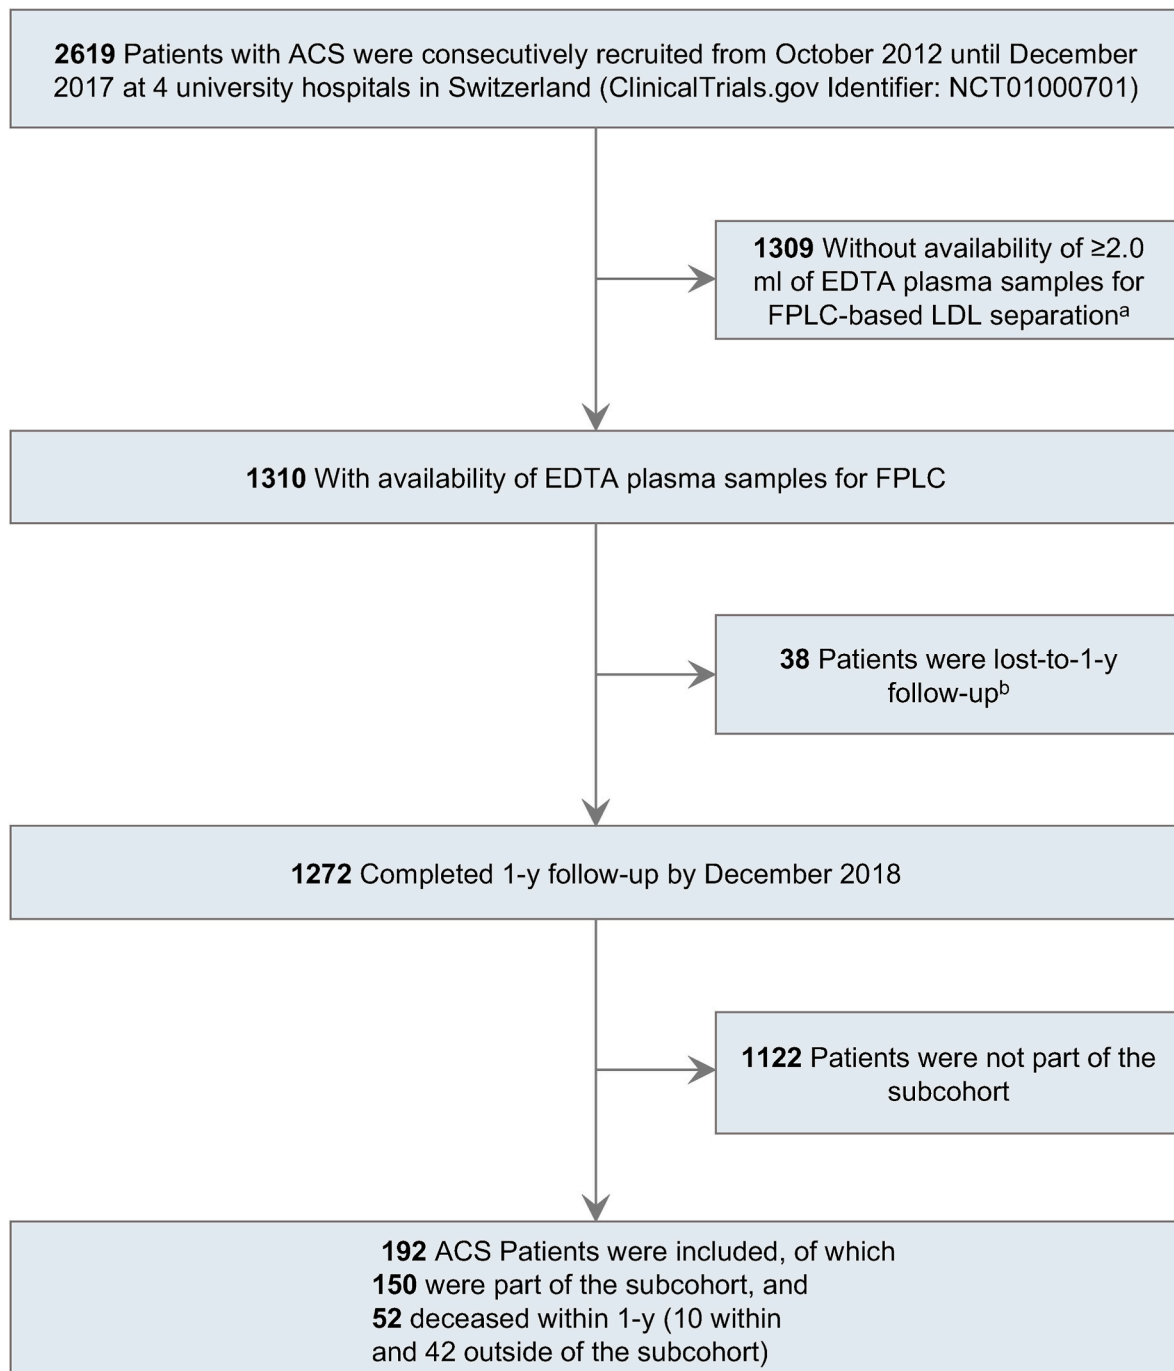 2619 Patients with ACS were consecutively recruited from October 2012 until December
2017 at 4 university hospitals in Switzerland (ClinicalTrials.gov Identifier: NCT01000701)
1309 Without availability of ≥2.0
ml of EDTA plasma samples for
FPLC-based LDL separationᵃ
1310 With availability of EDTA plasma samples for FPLC
38 Patients were lost-to-1-y
follow-upᵇ
1272 Completed 1-y follow-up by December 2018
1122 Patients were not part of the
subcohort
192 ACS Patients were included, of which
150 were part of the subcohort, and
52 deceased within 1-y (10 within
and 42 outside of the subcohort)